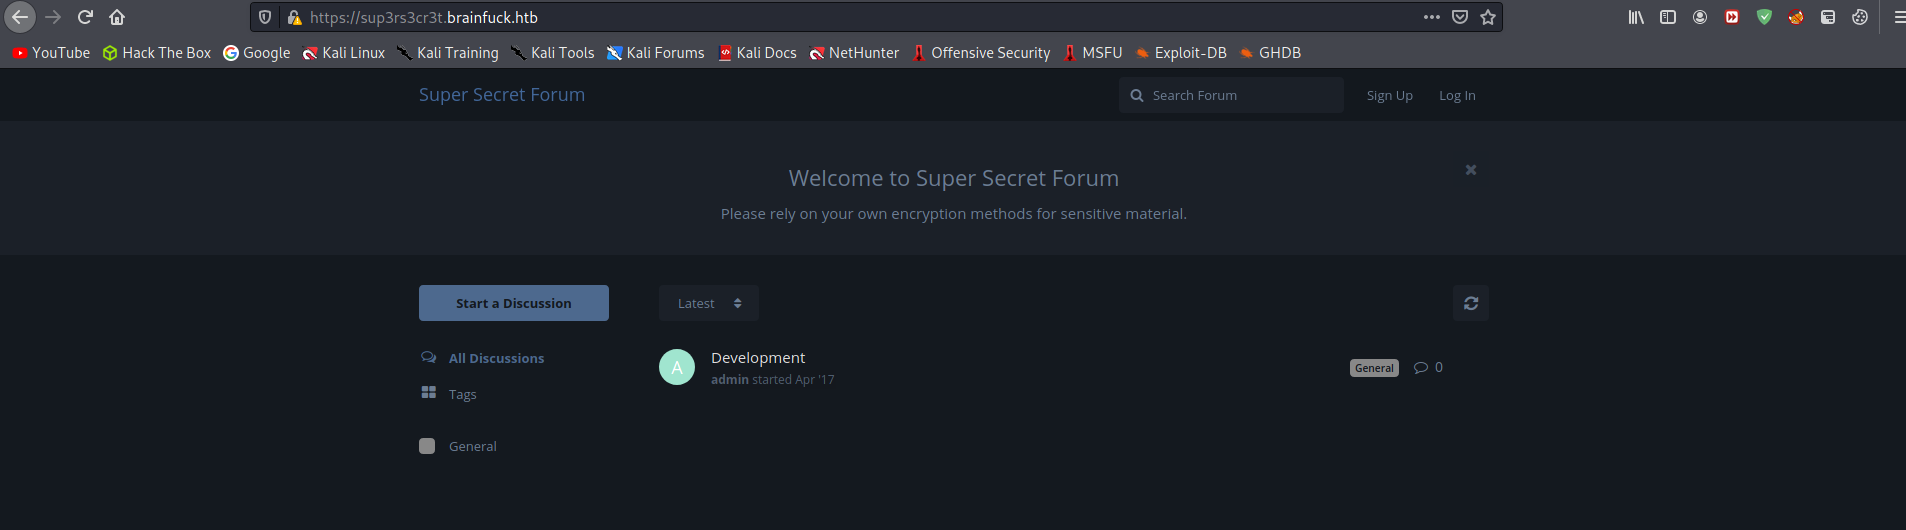 https://sup3rs3cr3t.brainfuck.htb
YouTube Hack The Box Google Kali Linux Kali Training Kali Tools Kali Forums Kali Docs NetHunter Offensive Security MSFU Exploit-DB GHDB
Super Secret Forum Search Forum Sign Up Log In
Welcome to Super Secret Forum
Please rely on your own encryption methods for sensitive material.
Start a Discussion Latest
All Discussions
Tags
General
A Development General 0
admin started Apr '17